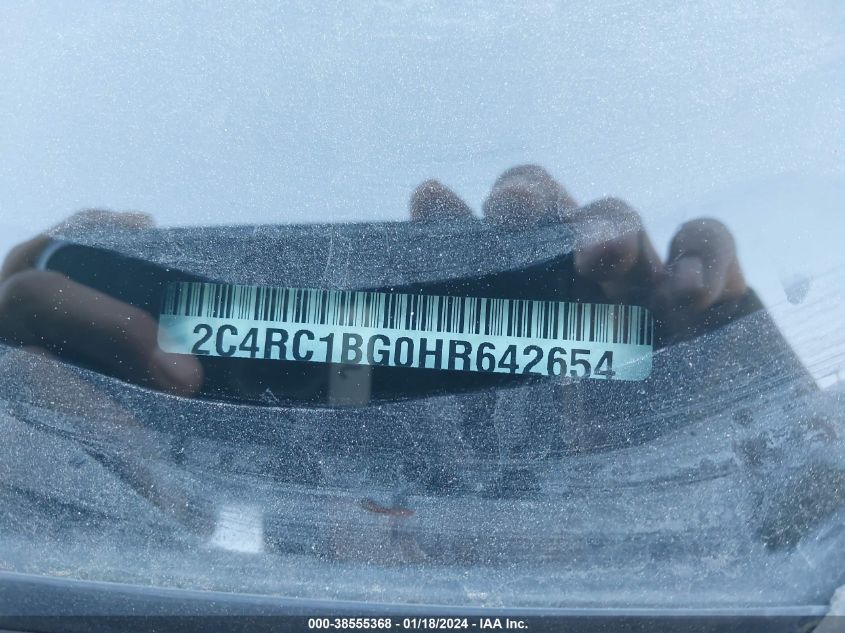 2C4RC1BG0HR642654
000-38555368 - 01/18/2024 - IAA Inc.